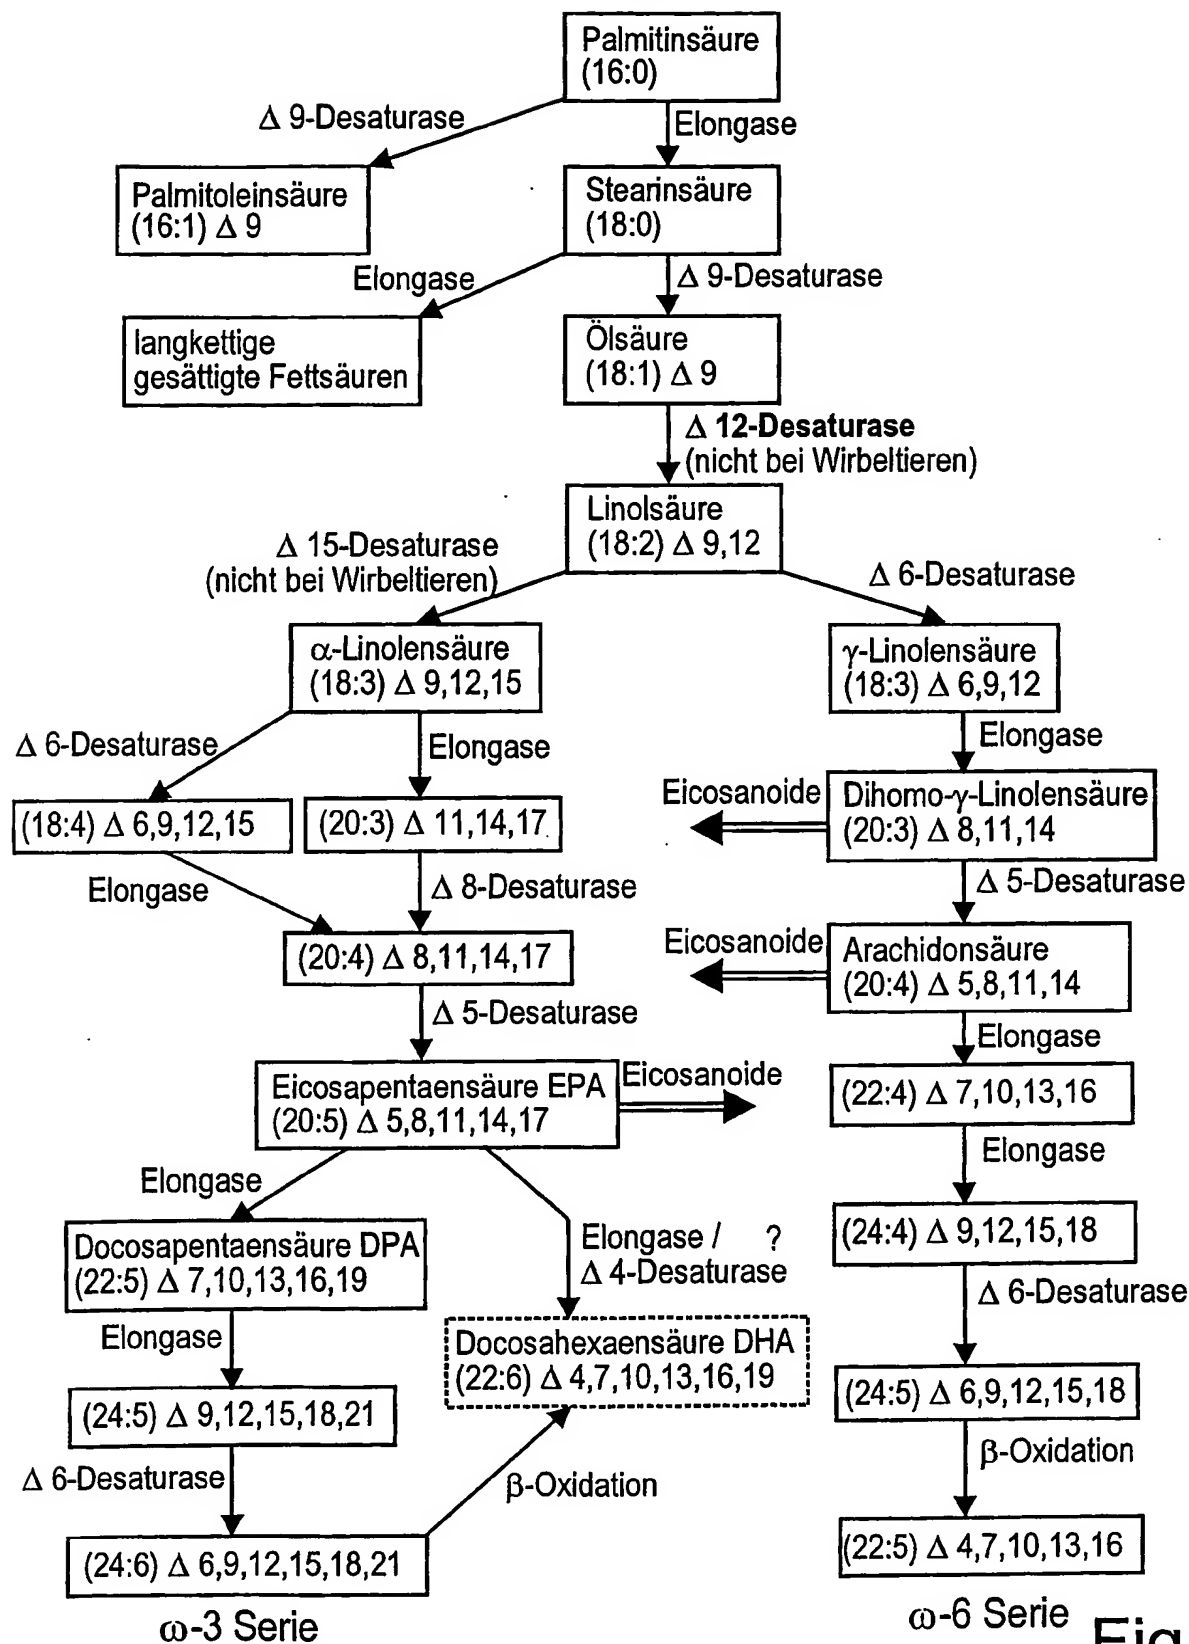 Palmitinsäure
(16:0)
Δ 9-Desaturase
Elongase
Palmitoleinsäure
(16:1) Δ 9
Stearinsäure
(18:0)
Elongase
Δ 9-Desaturase
langkettige
gesättigte Fettsäuren
Ölsäure
(18:1) Δ 9
Δ 12-Desaturase
(nicht bei Wirbeltieren)
Linolsäure
(18:2) Δ 9,12
Δ 15-Desaturase
(nicht bei Wirbeltieren)
Δ 6-Desaturase
α-Linolensäure
(18:3) Δ 9,12,15
γ-Linolensäure
(18:3) Δ 6,9,12
Δ 6-Desaturase
Elongase
Elongase
(18:4) Δ 6,9,12,15
(20:3) Δ 11,14,17
Eicosanoide
Dihomo-γ-Linolensäure
(20:3) Δ 8,11,14
Elongase
Δ 8-Desaturase
Δ 5-Desaturase
(20:4) Δ 8,11,14,17
Eicosanoide
Arachidonsäure
(20:4) Δ 5,8,11,14
Δ 5-Desaturase
Elongase
Eicosapentaensäure EPA
(20:5) Δ 5,8,11,14,17
Eicosanoide
(22:4) Δ 7,10,13,16
Elongase
Elongase
Docosapentaensäure DPA
(22:5) Δ 7,10,13,16,19
Elongase / ?
Δ 4-Desaturase
(24:4) Δ 9,12,15,18
Elongase
Δ 6-Desaturase
Docosahexaensäure DHA
(22:6) Δ 4,7,10,13,16,19
(24:5) Δ 9,12,15,18,21
(24:5) Δ 6,9,12,15,18
Δ 6-Desaturase
β-Oxidation
β-Oxidation
(24:6) Δ 6,9,12,15,18,21
(22:5) Δ 4,7,10,13,16
ω-3 Serie
ω-6 Serie
Fig